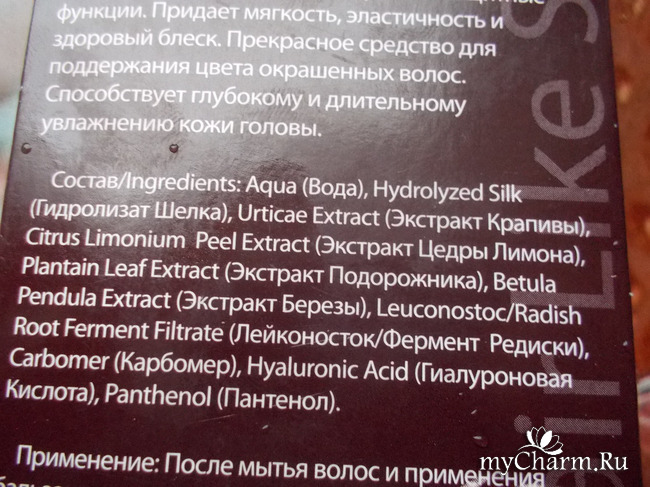 функции. Придает мягкость, эластичность и
здоровый блеск. Прекрасное средство для
поддержания цвета окрашенных волос.
Способствует глубокому и длительному
увлажнению кожи головы.
Состав/Ingredients: Aqua (Вода), Hydrolyzed Silk
(Гидролизат Шелка), Urticae Extract (Экстракт Крапивы),
Citrus Limonium Peel Extract (Экстракт Цедры Лимона),
Plantain Leaf Extract (Экстракт Подорожника), Betula
Pendula Extract (Экстракт Березы), Leuconostoc/Radish
Root Ferment Filtrate (Лейконосток/Фермент Редиски),
Carbomer (Карбомер), Hyaluronic Acid (Гиалуроновая
Кислота), Panthenol (Пантенол).
Применение: После мытья волос и применения
Like S
myCharm.Ru